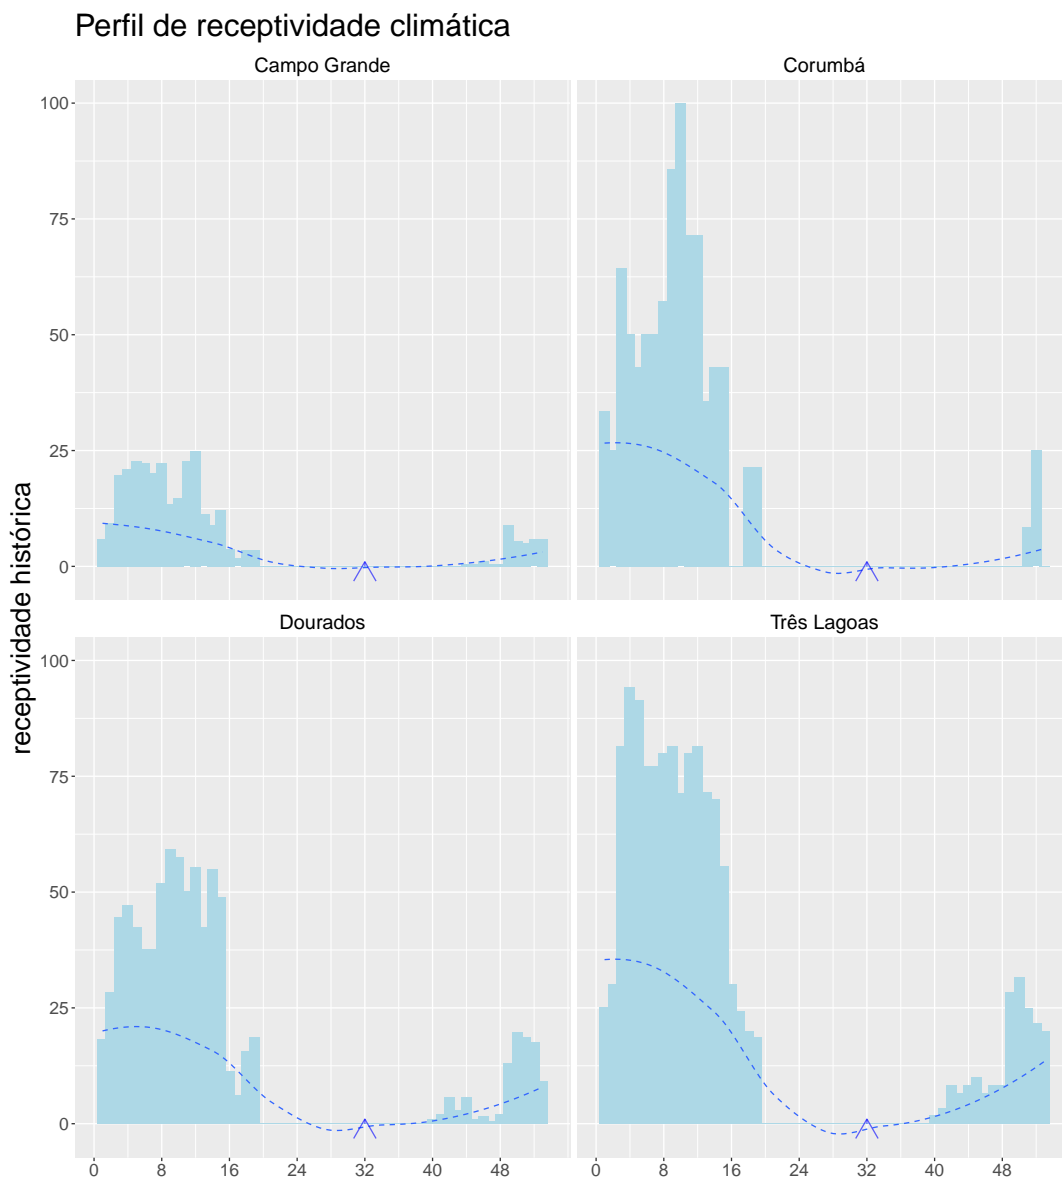 Perfil de receptividade climática
Campo Grande
Corumbá
100
75
50
25
0
receptividade histórica
Dourados
Três Lagoas
100
75
50
25
0
0 8 16 24 32 40 48
0 8 16 24 32 40 48